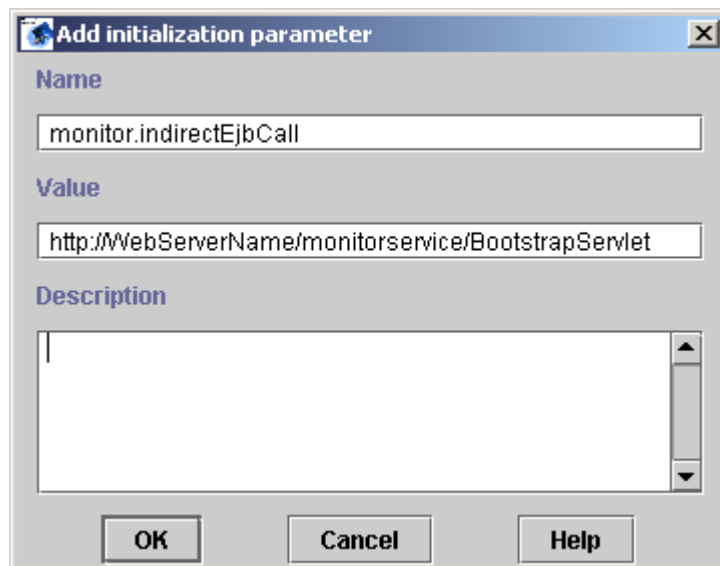 Add initialization parameter
Name
monitor.indirectEjbCall
Value
http://WebServerName/monitorservice/BootstrapServlet
Description
OK Cancel Help